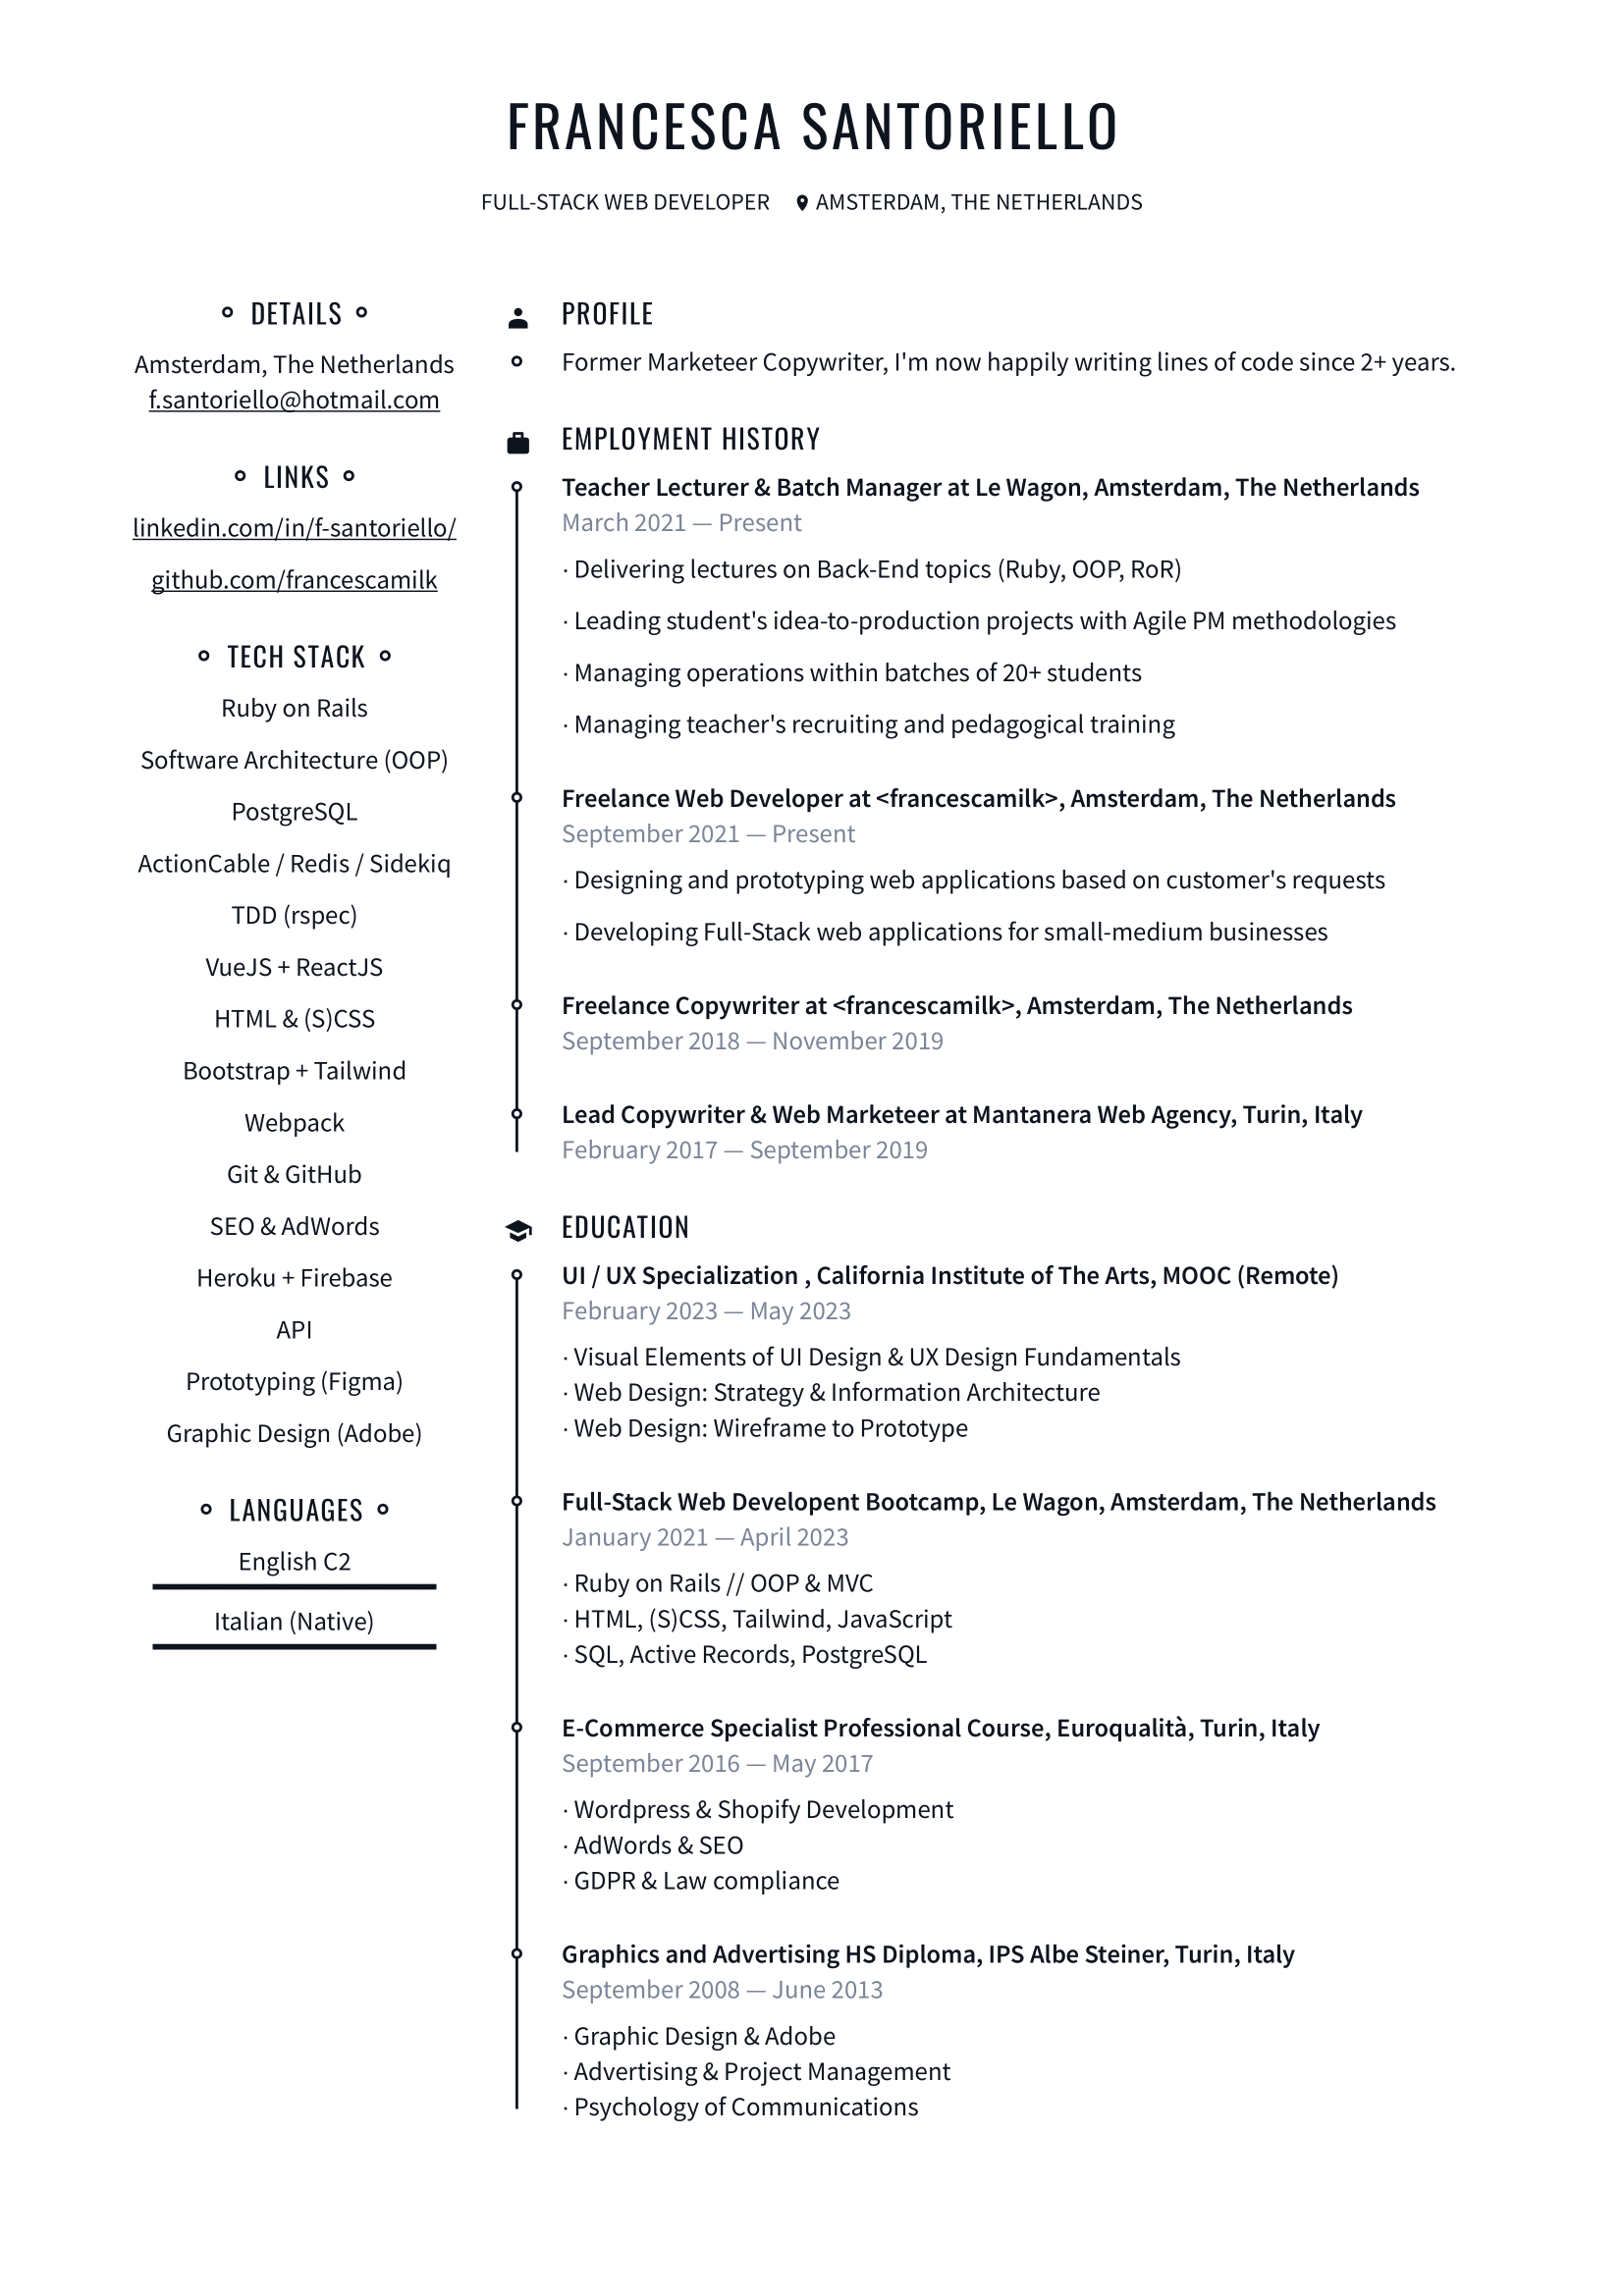 FRANCESCA SANTORIELLO
FULL-STACK WEB DEVELOPER AMSTERDAM, THE NETHERLANDS
DETAILS
Amsterdam, The Netherlands
f.santoriello@hotmail.com
LINKS
linkedin.com/in/f-santoriello/
github.com/francescamilk
TECH STACK
Ruby on Rails
Software Architecture (OOP)
PostgreSQL
ActionCable / Redis / Sidekiq
TDD (rspec)
VueJS + ReactJS
HTML & (S)CSS
Bootstrap + Tailwind
Webpack
Git & GitHub
SEO & AdWords
Heroku + Firebase
API
Prototyping (Figma)
Graphic Design (Adobe)
LANGUAGES
English C2
Italian (Native)
PROFILE
Former Marketeer Copywriter, I'm now happily writing lines of code since 2+ years.
EMPLOYMENT HISTORY
Teacher Lecturer & Batch Manager at Le Wagon, Amsterdam, The Netherlands
March 2021 — Present
· Delivering lectures on Back-End topics (Ruby, OOP, RoR)
· Leading student's idea-to-production projects with Agile PM methodologies
· Managing operations within batches of 20+ students
· Managing teacher's recruiting and pedagogical training
Freelance Web Developer at <francescamilk>, Amsterdam, The Netherlands
September 2021 — Present
· Designing and prototyping web applications based on customer's requests
· Developing Full-Stack web applications for small-medium businesses
Freelance Copywriter at <francescamilk>, Amsterdam, The Netherlands
September 2018 — November 2019
Lead Copywriter & Web Marketeer at Mantanera Web Agency, Turin, Italy
February 2017 — September 2019
EDUCATION
UI / UX Specialization , California Institute of The Arts, MOOC (Remote)
February 2023 — May 2023
· Visual Elements of UI Design & UX Design Fundamentals
· Web Design: Strategy & Information Architecture
· Web Design: Wireframe to Prototype
Full-Stack Web Developent Bootcamp, Le Wagon, Amsterdam, The Netherlands
January 2021 — April 2023
· Ruby on Rails // OOP & MVC
· HTML, (S)CSS, Tailwind, JavaScript
· SQL, Active Records, PostgreSQL
E-Commerce Specialist Professional Course, Euroqualità, Turin, Italy
September 2016 — May 2017
· Wordpress & Shopify Development
· AdWords & SEO
· GDPR & Law compliance
Graphics and Advertising HS Diploma, IPS Albe Steiner, Turin, Italy
September 2008 — June 2013
· Graphic Design & Adobe
· Advertising & Project Management
· Psychology of Communications